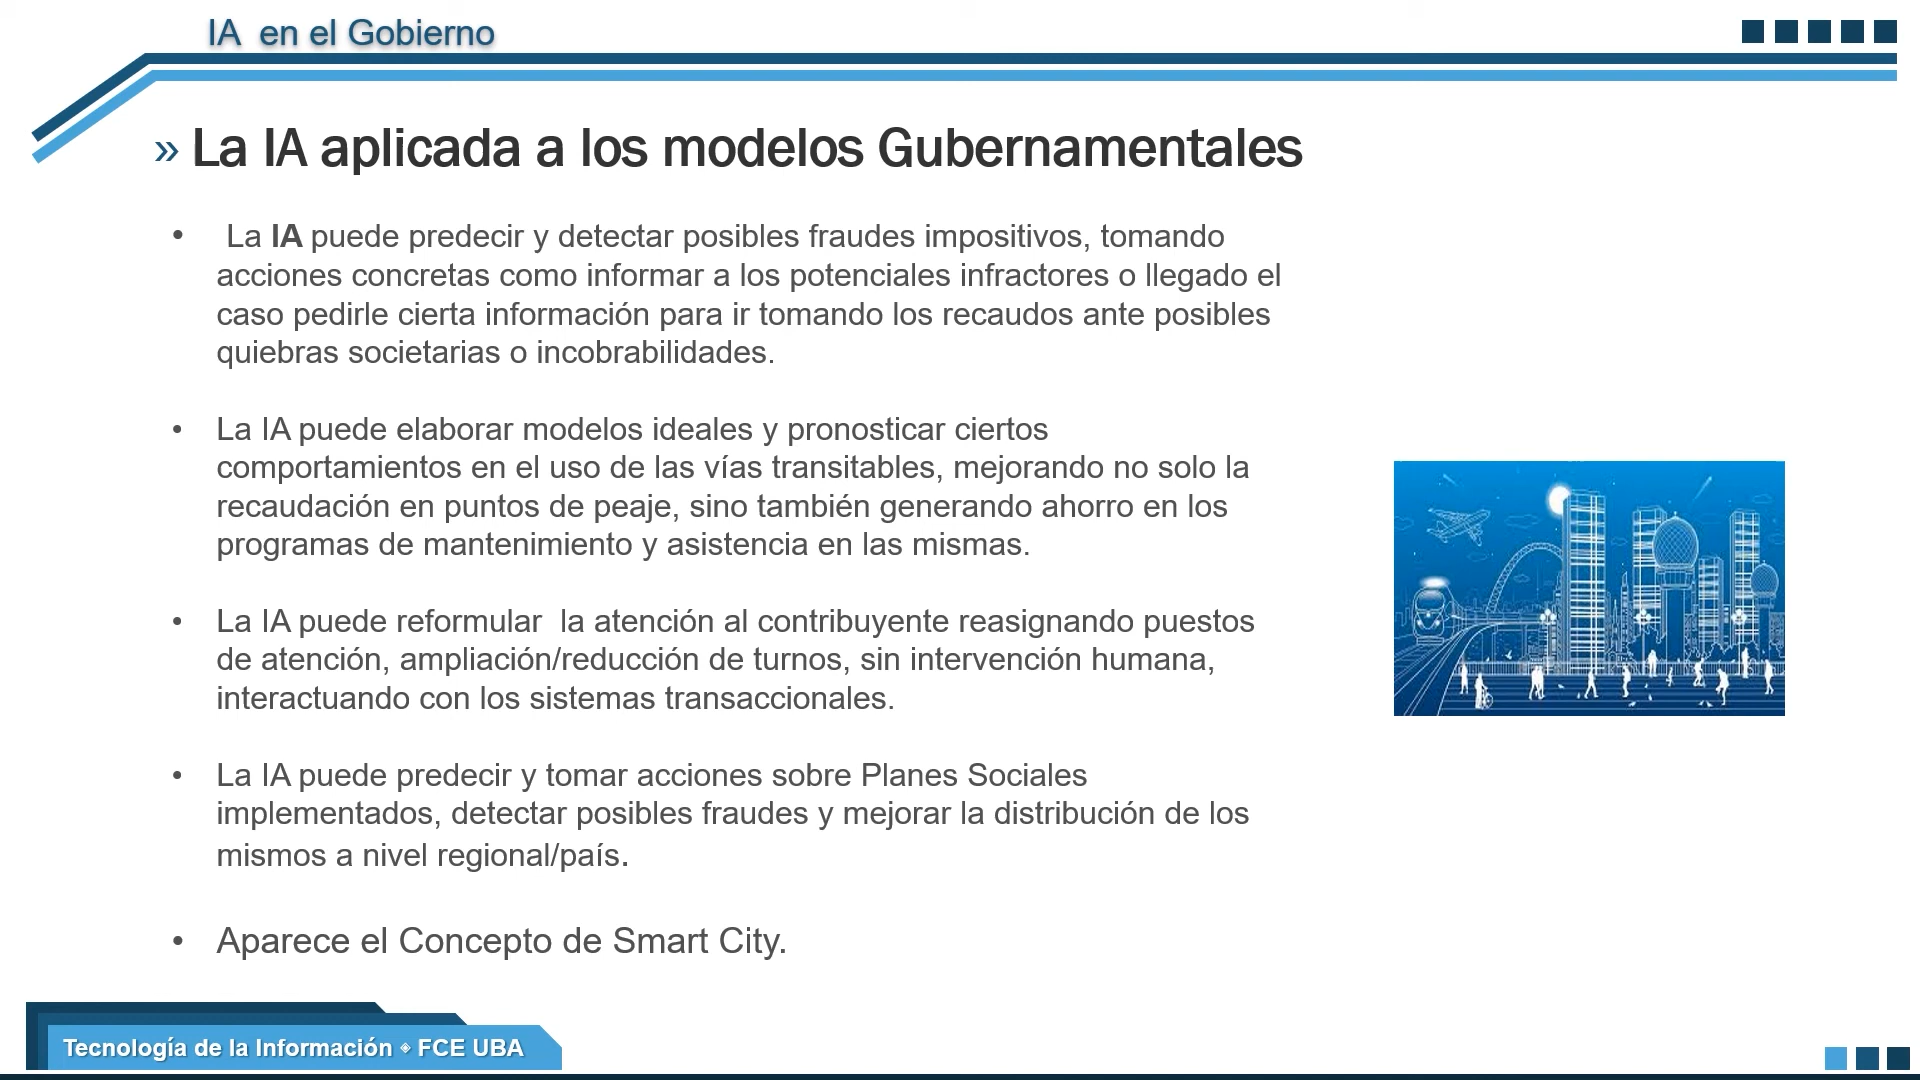 IA  en el Gobierno
» La IA aplicada a los modelos Gubernamentales
•  La IA puede predecir y detectar posibles fraudes impositivos, tomando
acciones concretas como informar a los potenciales infractores o llegado el
caso pedirle cierta información para ir tomando los recaudos ante posibles
quiebras societarias o incobrabilidades.
• La IA puede elaborar modelos ideales y pronosticar ciertos
comportamientos en el uso de las vías transitables, mejorando no solo la
recaudación en puntos de peaje, sino también generando ahorro en los
programas de mantenimiento y asistencia en las mismas.
• La IA puede reformular  la atención al contribuyente reasignando puestos
de atención, ampliación/reducción de turnos, sin intervención humana,
interactuando con los sistemas transaccionales.
• La IA puede predecir y tomar acciones sobre Planes Sociales
implementados, detectar posibles fraudes y mejorar la distribución de los
mismos a nivel regional/país.
• Aparece el Concepto de Smart City.
Tecnología de la Información ◈ FCE UBA